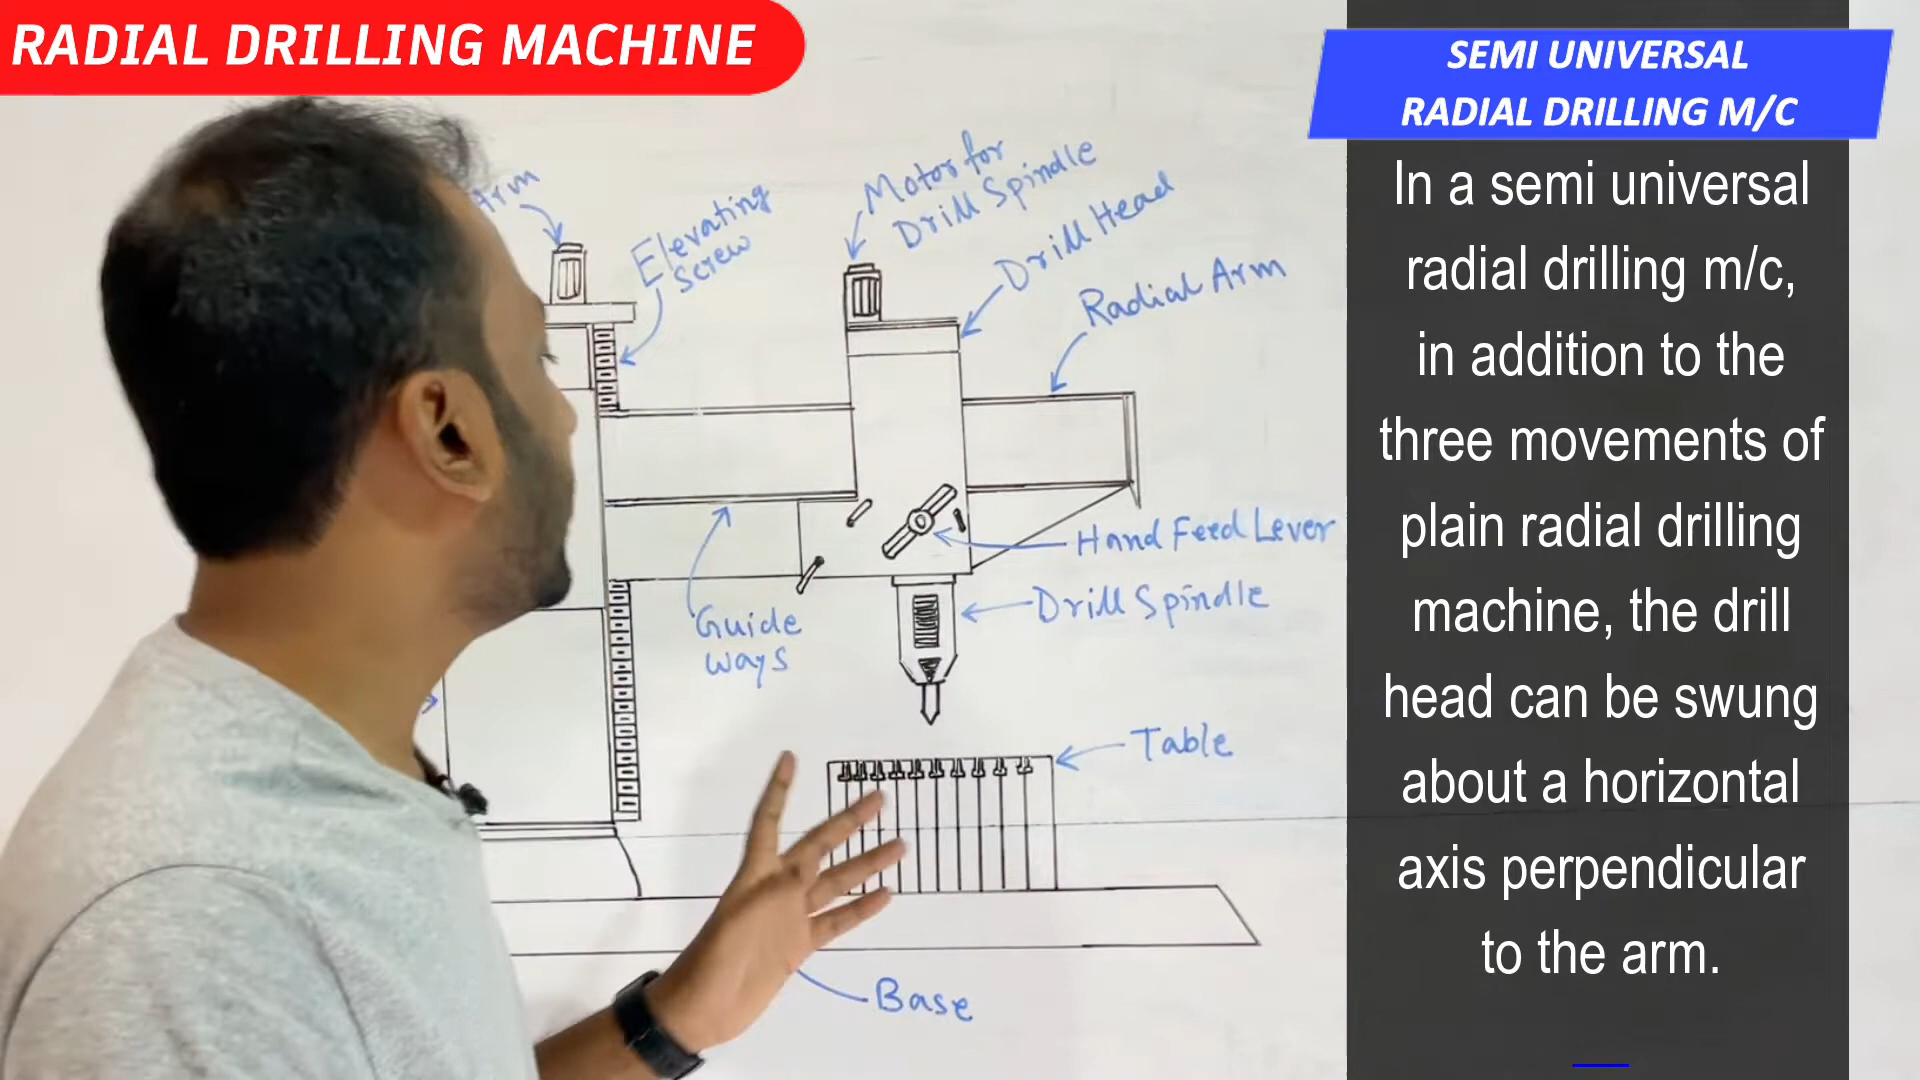 RADIAL DRILLING MACHINE
SEMI UNIVERSAL
RADIAL DRILLING M/C
In a semi universal
radial drilling m/c,
in addition to the
three movements of
plain radial drilling
machine, the drill
head can be swung
about a horizontal
axis perpendicular
to the arm.
Arm
Elevating
Screw
Motor for
Drill Spindle
Drill Head
Radial Arm
Hand Feed Lever
Drill Spindle
Guide
ways
Table
Base